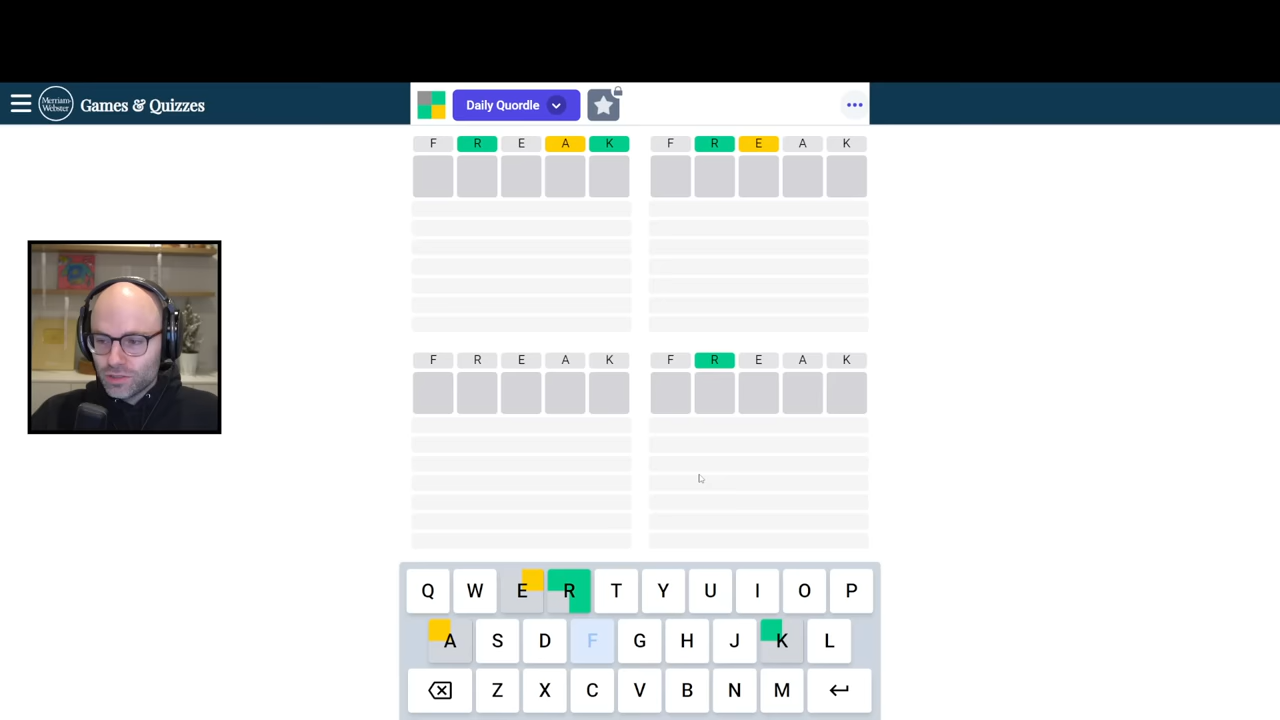 Merriam-Webster
Games & Quizzes
Daily Quordle
F R E A K
F R E A K
F R E A K
F R E A K
Q W E R T Y U I O P
A S D F G H J K L
Z X C V B N M